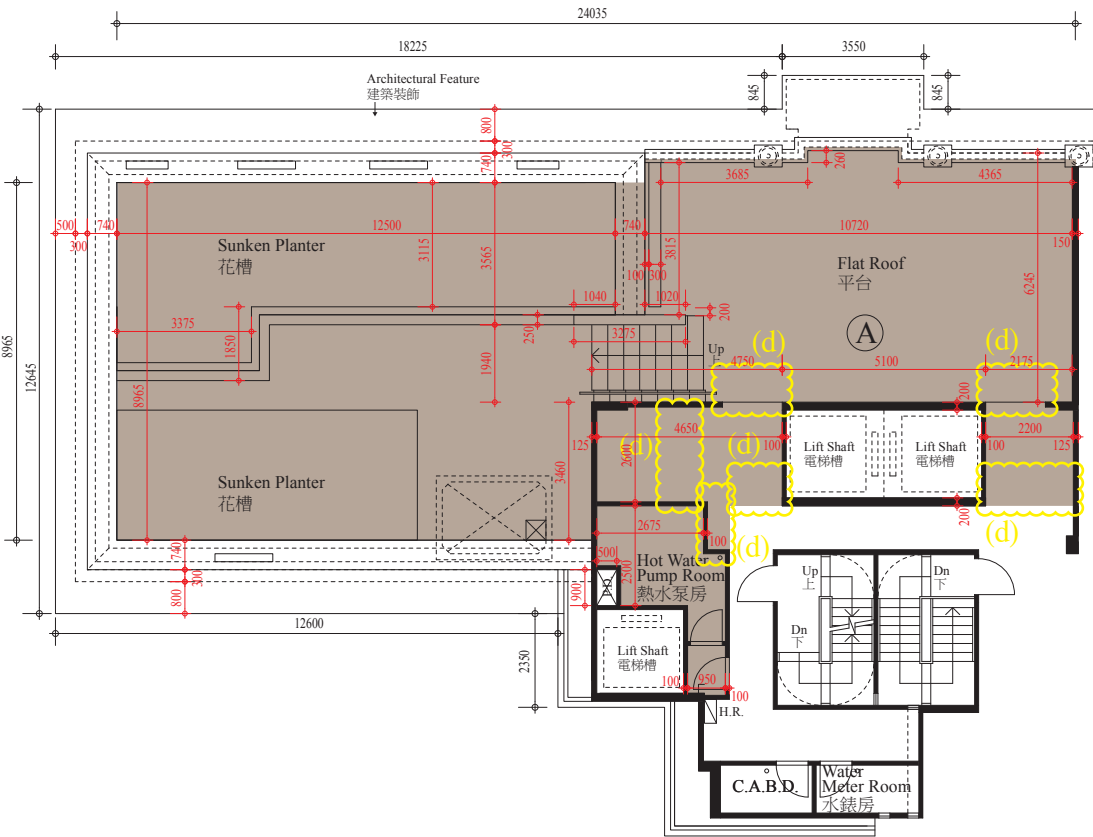 24035
18225
3550
Architectural Feature
建築裝飾
845
845
800
300
740
260
3685
4365
500
300
740
12500
740
10720
150
Sunken Planter
花槽
3115
3565
3815
100
300
Flat Roof
平台
6245
1040
1020
200
3375
1850
250
3275
A
8965
12645
8965
1940
Up
上
(d)
(d)
4750
5100
2175
200
125
(d)
4650
(d)
100
Lift Shaft
電梯槽
Lift Shaft
電梯槽
2200
100
125
2600
3460
Sunken Planter
花槽
200
(d)
2675
100
(d)
740
300
800
500
2500
Hot Water
Pump Room
熱水泵房
P.D.
900
Up
上
Dn
下
12600
2350
Lift Shaft
電梯槽
Dn
下
100
950
100
H.R.
C.A.B.D.
Water
Meter Room
水錶房